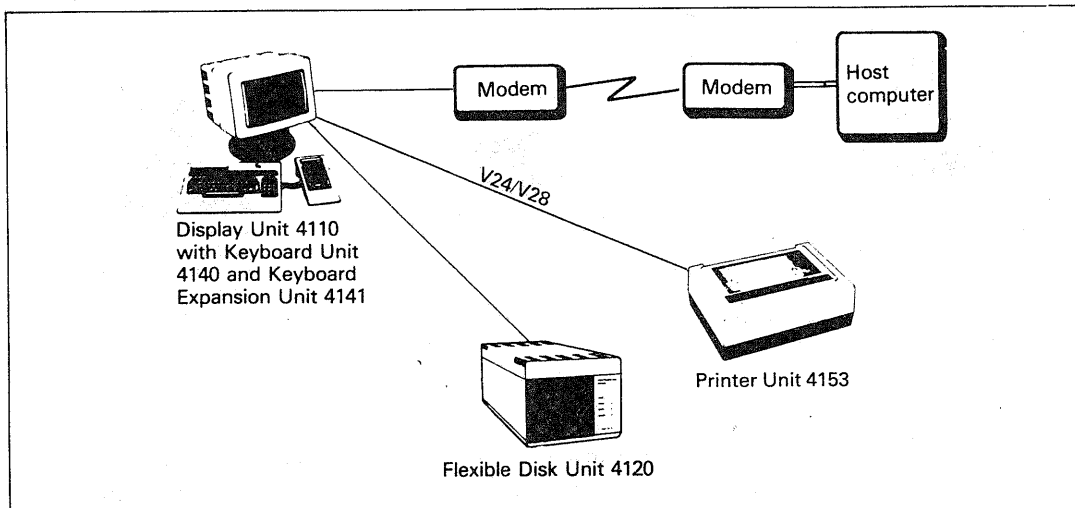 Modem
Modem
Host
computer
V24/V28
Display Unit 4110
with Keyboard Unit
4140 and Keyboard
Expansion Unit 4141
Printer Unit 4153
Flexible Disk Unit 4120